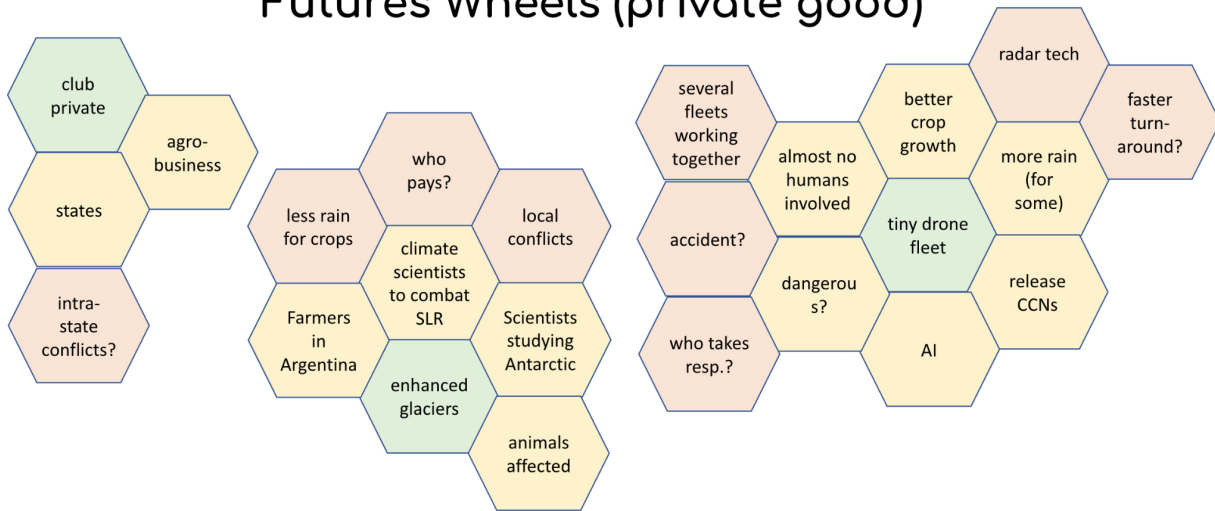 Futures Wheels (private good)
club
private
agro-
business
states
intra-
state
conflicts?
who
pays?
less rain
for crops
local
conflicts
climate
scientists
to combat
SLR
Farmers
in
Argentina
Scientists
studying
Antarctic
enhanced
glaciers
animals
affected
several
fleets
working
together
almost no
humans
involved
better
crop
growth
radar tech
faster
turn-
around?
more rain
(for
some)
accident?
tiny drone
fleet
dangerou
s?
release
CCNs
who takes
resp.?
AI